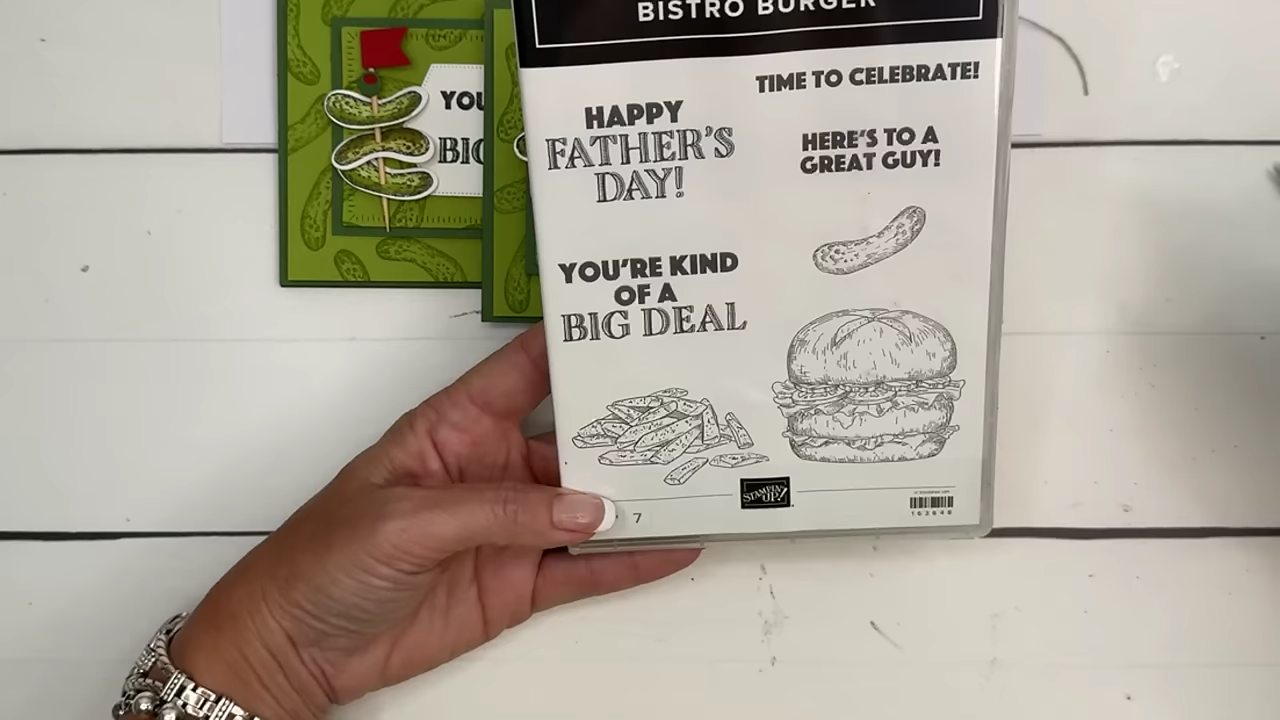 BISTRO BURGER
TIME TO CELEBRATE!
HAPPY
FATHER'S
DAY!
HERE'S TO A
GREAT GUY!
YOU'RE KIND
OF A
BIG DEAL
STAMPIN'
UP!
7
YOU
BIG